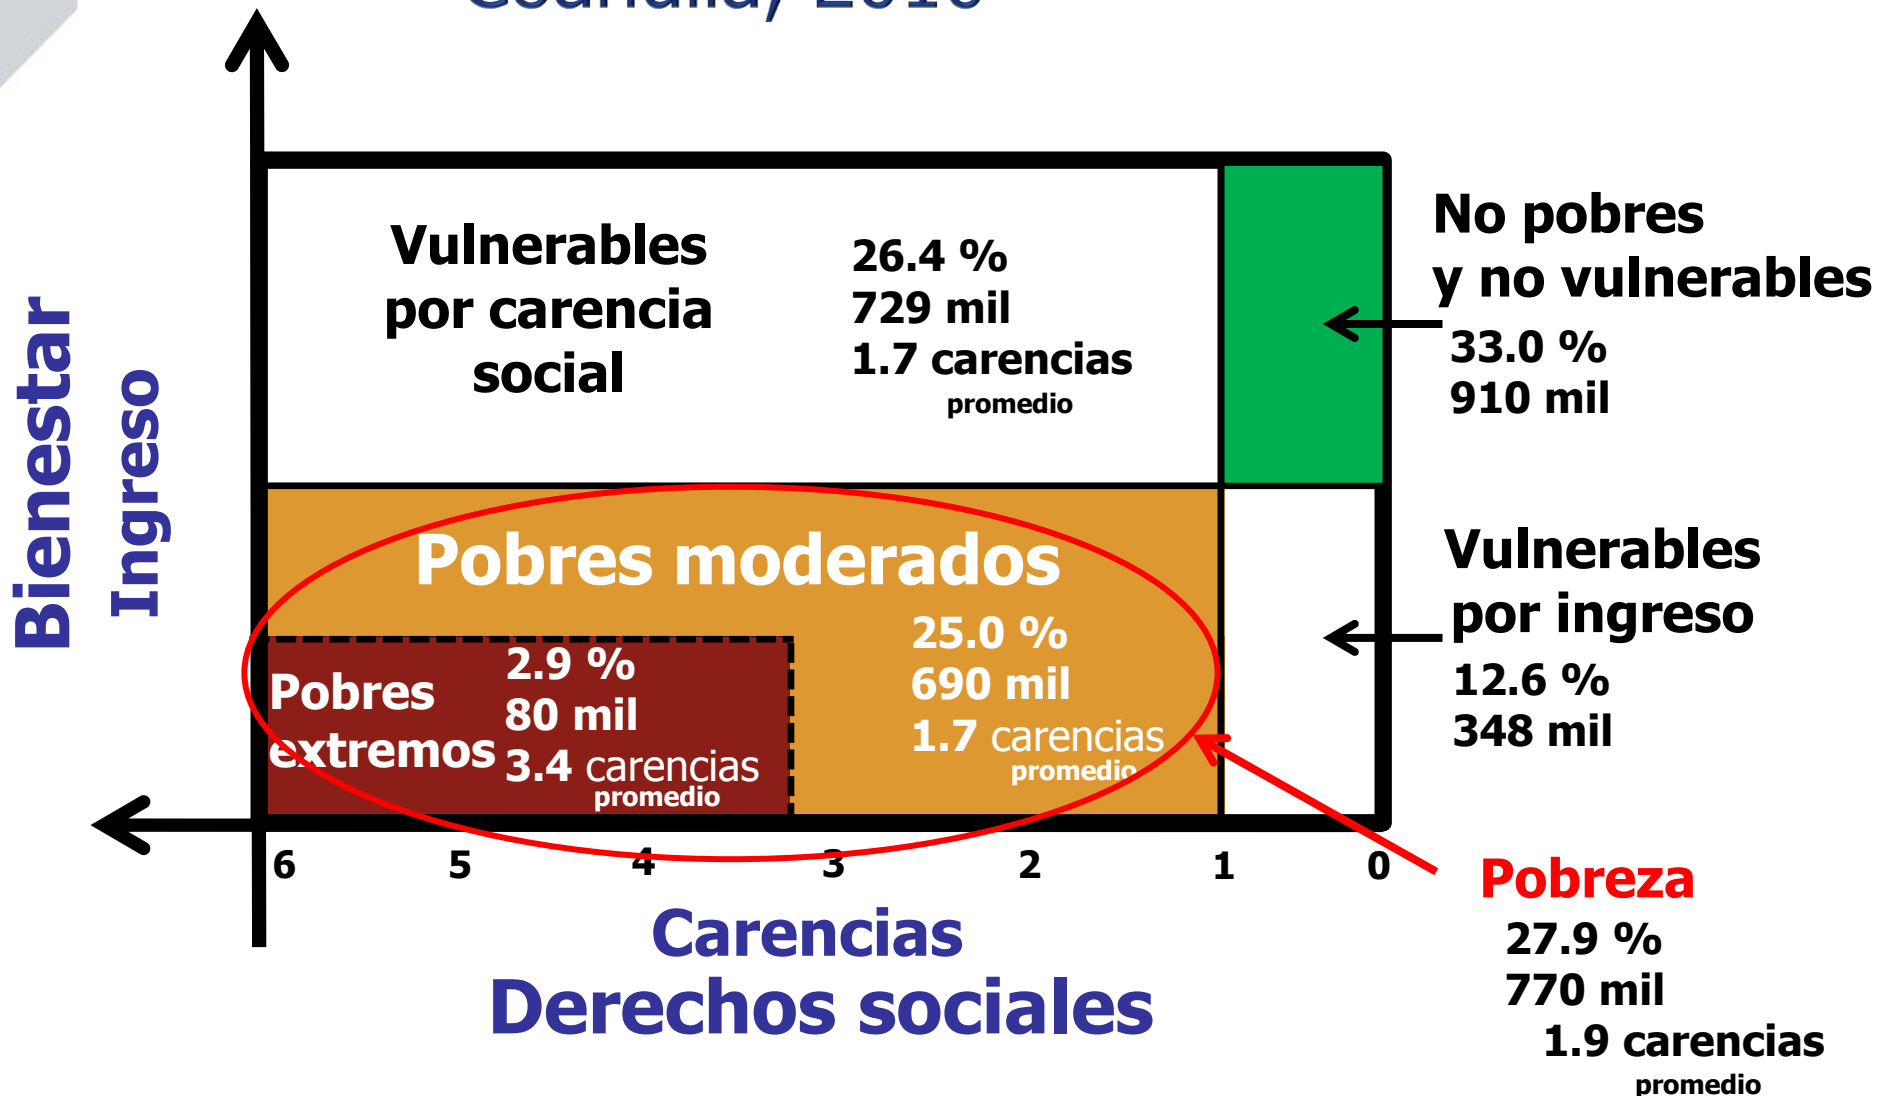 Coahuila, 2010
Bienestar
Ingreso
Vulnerables
por carencia
social
26.4 %
729 mil
1.7 carencias
promedio
No pobres
y no vulnerables
33.0 %
910 mil
Pobres moderados
25.0 %
690 mil
1.7 carencias
promedio
Pobres
extremos
2.9 %
80 mil
3.4 carencias
promedio
Vulnerables
por ingreso
12.6 %
348 mil
6 5 4 3 2 1 0
Carencias
Derechos sociales
Pobreza
27.9 %
770 mil
1.9 carencias
promedio